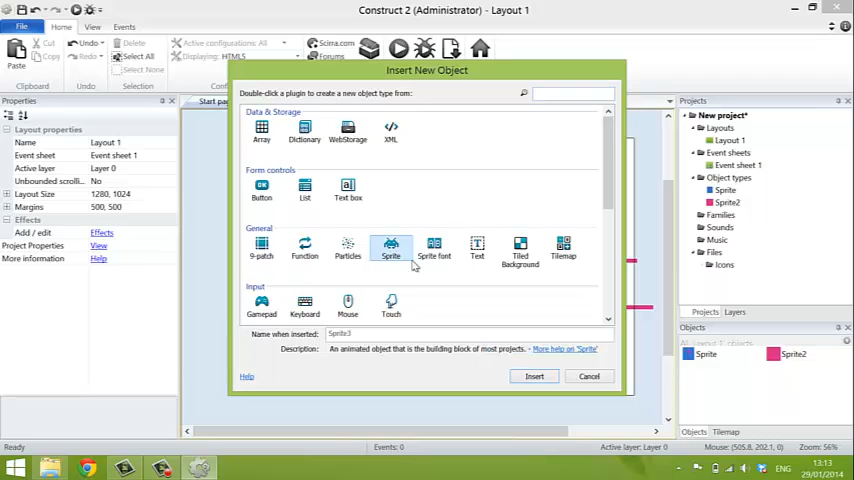 Construct 2 (Administrator) - Layout 1
File Home View Events
Cut
Copy
Paste
Clipboard
Undo
Redo
Undo
Delete
Select All
Select None
Selection
Active configurations: All
Displaying: HTML5
Scirra.com
Forums
Properties
Layout properties
Name Layout 1
Event sheet Event sheet 1
Active layer Layer 0
Unbounded scrolli... No
Layout Size 1280, 1024
Margins 500, 500
Effects
Add / edit Effects
Project Properties View
More information Help
Insert New Object
Double-click a plugin to create a new object type from:
Data & Storage
Array Dictionary WebStorage XML
Form controls
Button List Text box
General
9-patch Function Particles Sprite Sprite font Text Tiled Background Tilemap
Input
Gamepad Keyboard Mouse Touch
Name when inserted: Sprite3
Description: An animated object that is the building block of most projects. - More help on 'Sprite'
Help Insert Cancel
Projects
New project*
Layouts
Layout 1
Event sheets
Event sheet 1
Object types
Sprite
Sprite2
Families
Sounds
Music
Files
Icons
Projects Layers
Objects
Sprite Sprite2
Objects Tilemap
Ready Events: 0 Active layer: Layer 0 Mouse: (505.8, 202.1, 0) Zoom: 56%
ENG
13:13
29/01/2014